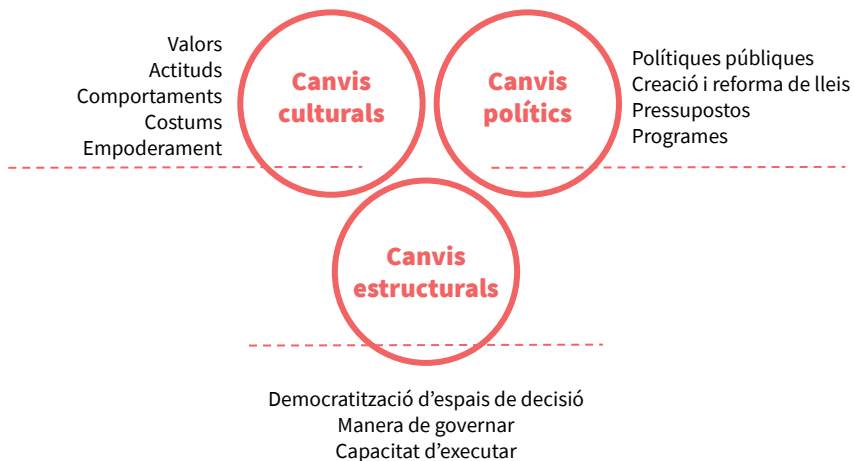 Valors
Actituds
Comportaments
Costums
Empoderament
Canvis
culturals
Canvis
polítics
Polítiques públiques
Creació i reforma de lleis
Pressupostos
Programes
Canvis
estructurals
Democratització d’espais de decisió
Manera de governar
Capacitat d’executar